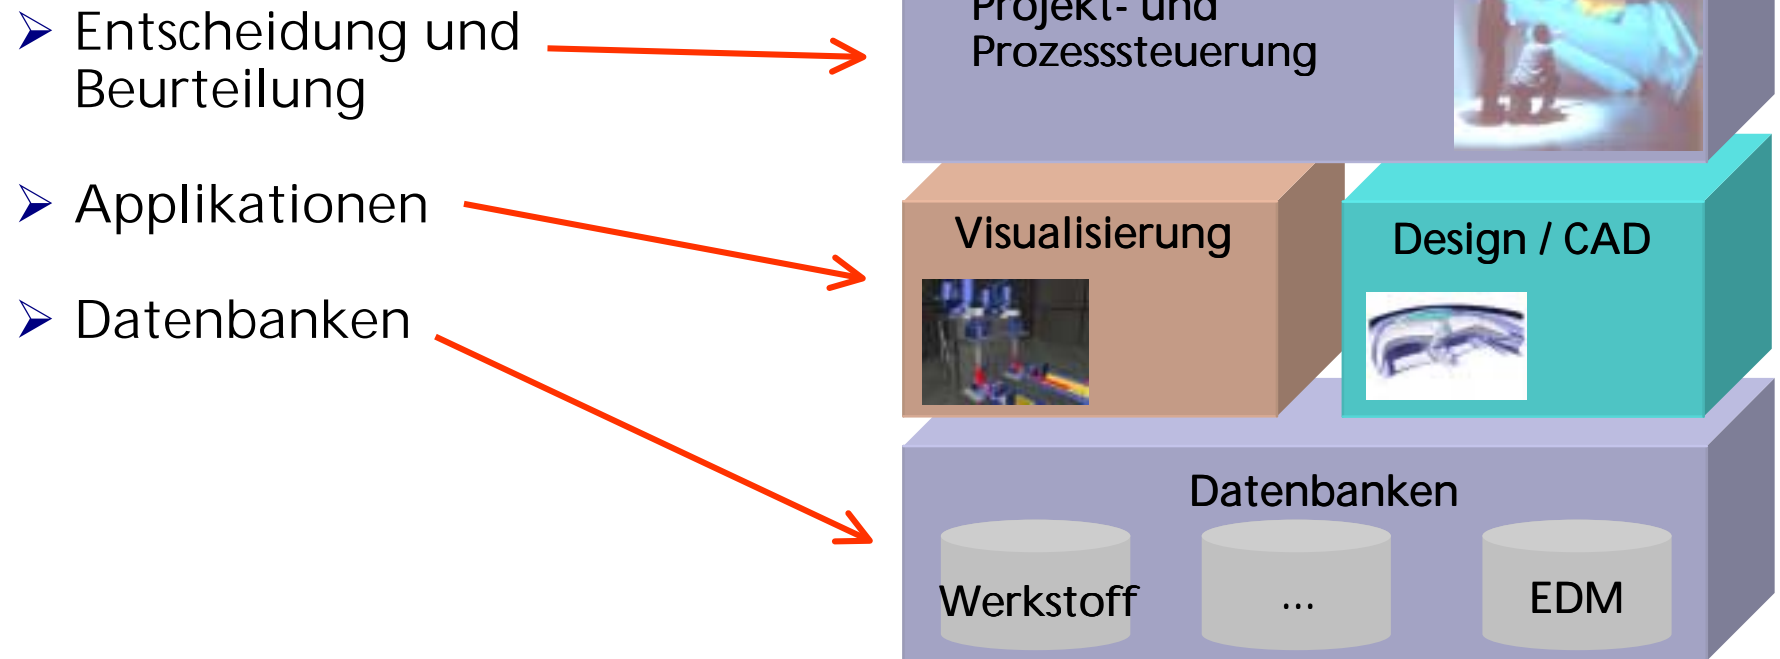 Entscheidung und
Beurteilung
Applikationen
Datenbanken
Projekt- und
Prozesssteuerung
Visualisierung
Design / CAD
Datenbanken
Werkstoff
...
EDM